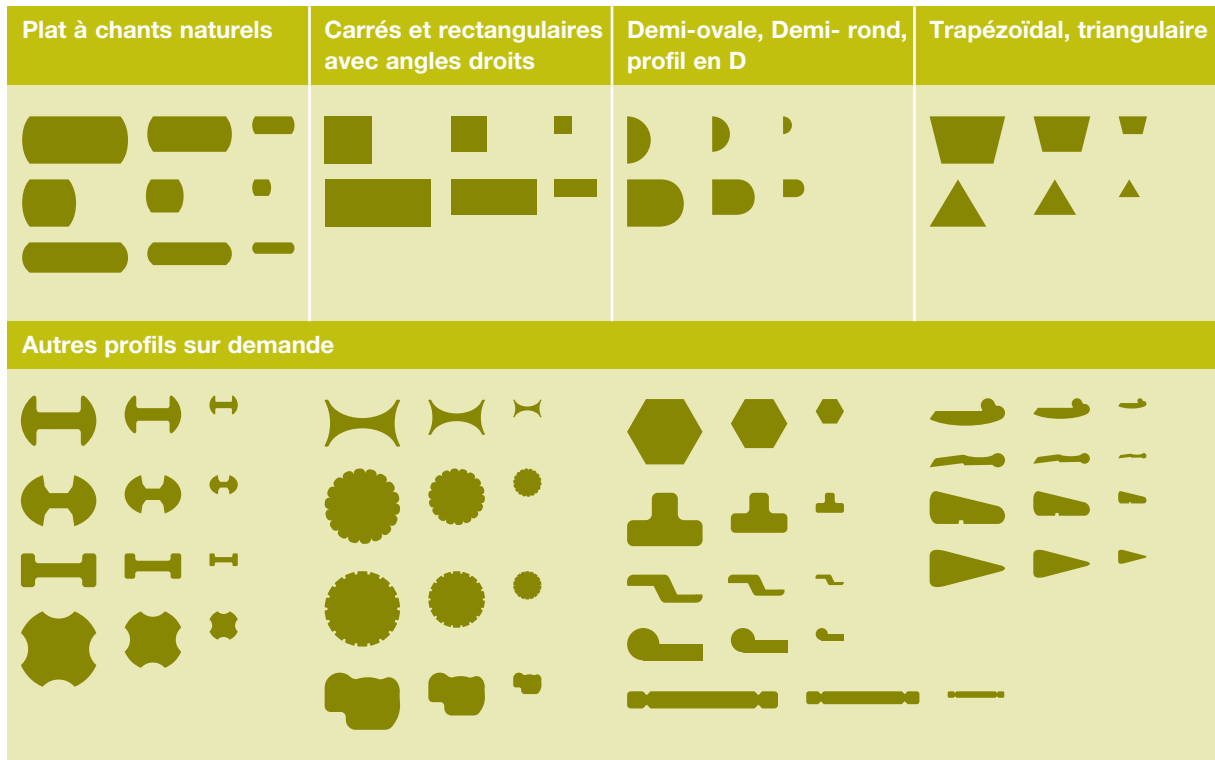 Plat à chants naturels
Carrés et rectangulaires
avec angles droits
Demi-ovale, Demi- rond,
profil en D
Trapézoïdal, triangulaire
Autres profils sur demande